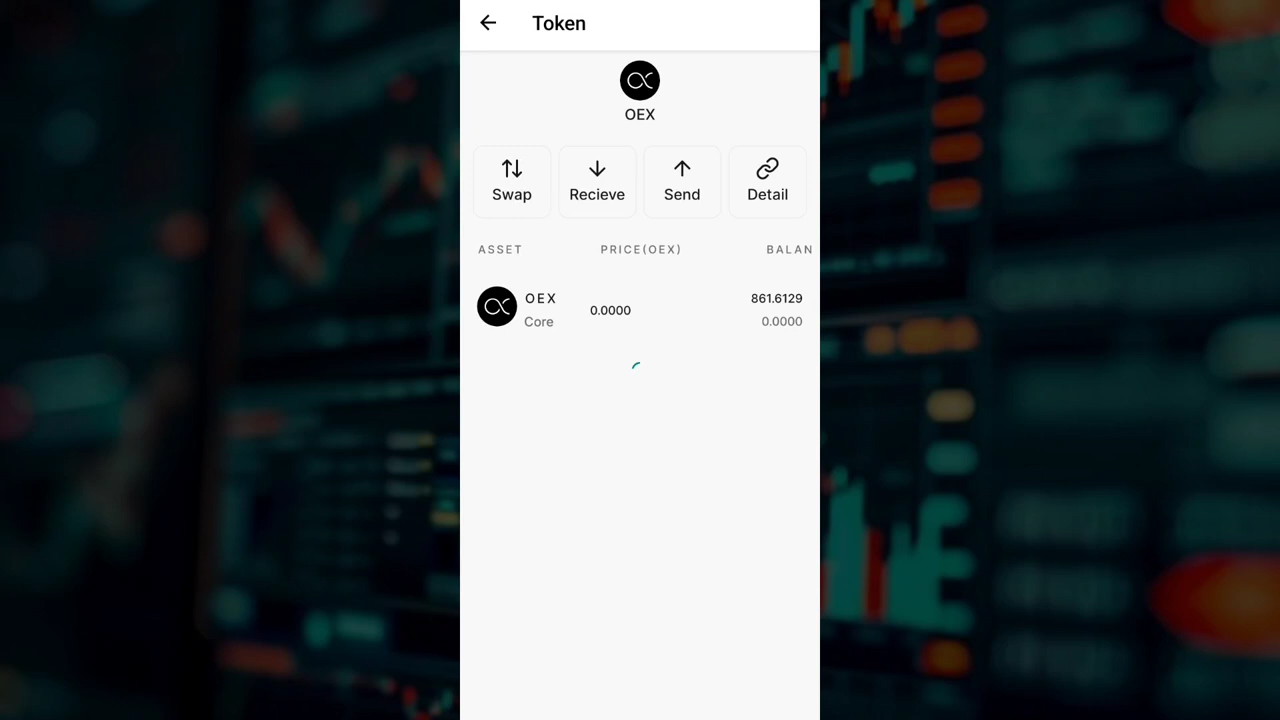 Token
OEX
Swap Recieve Send Detail
ASSET PRICE(OEX) BALAN
OEX 0.0000 861.6129
Core 0.0000